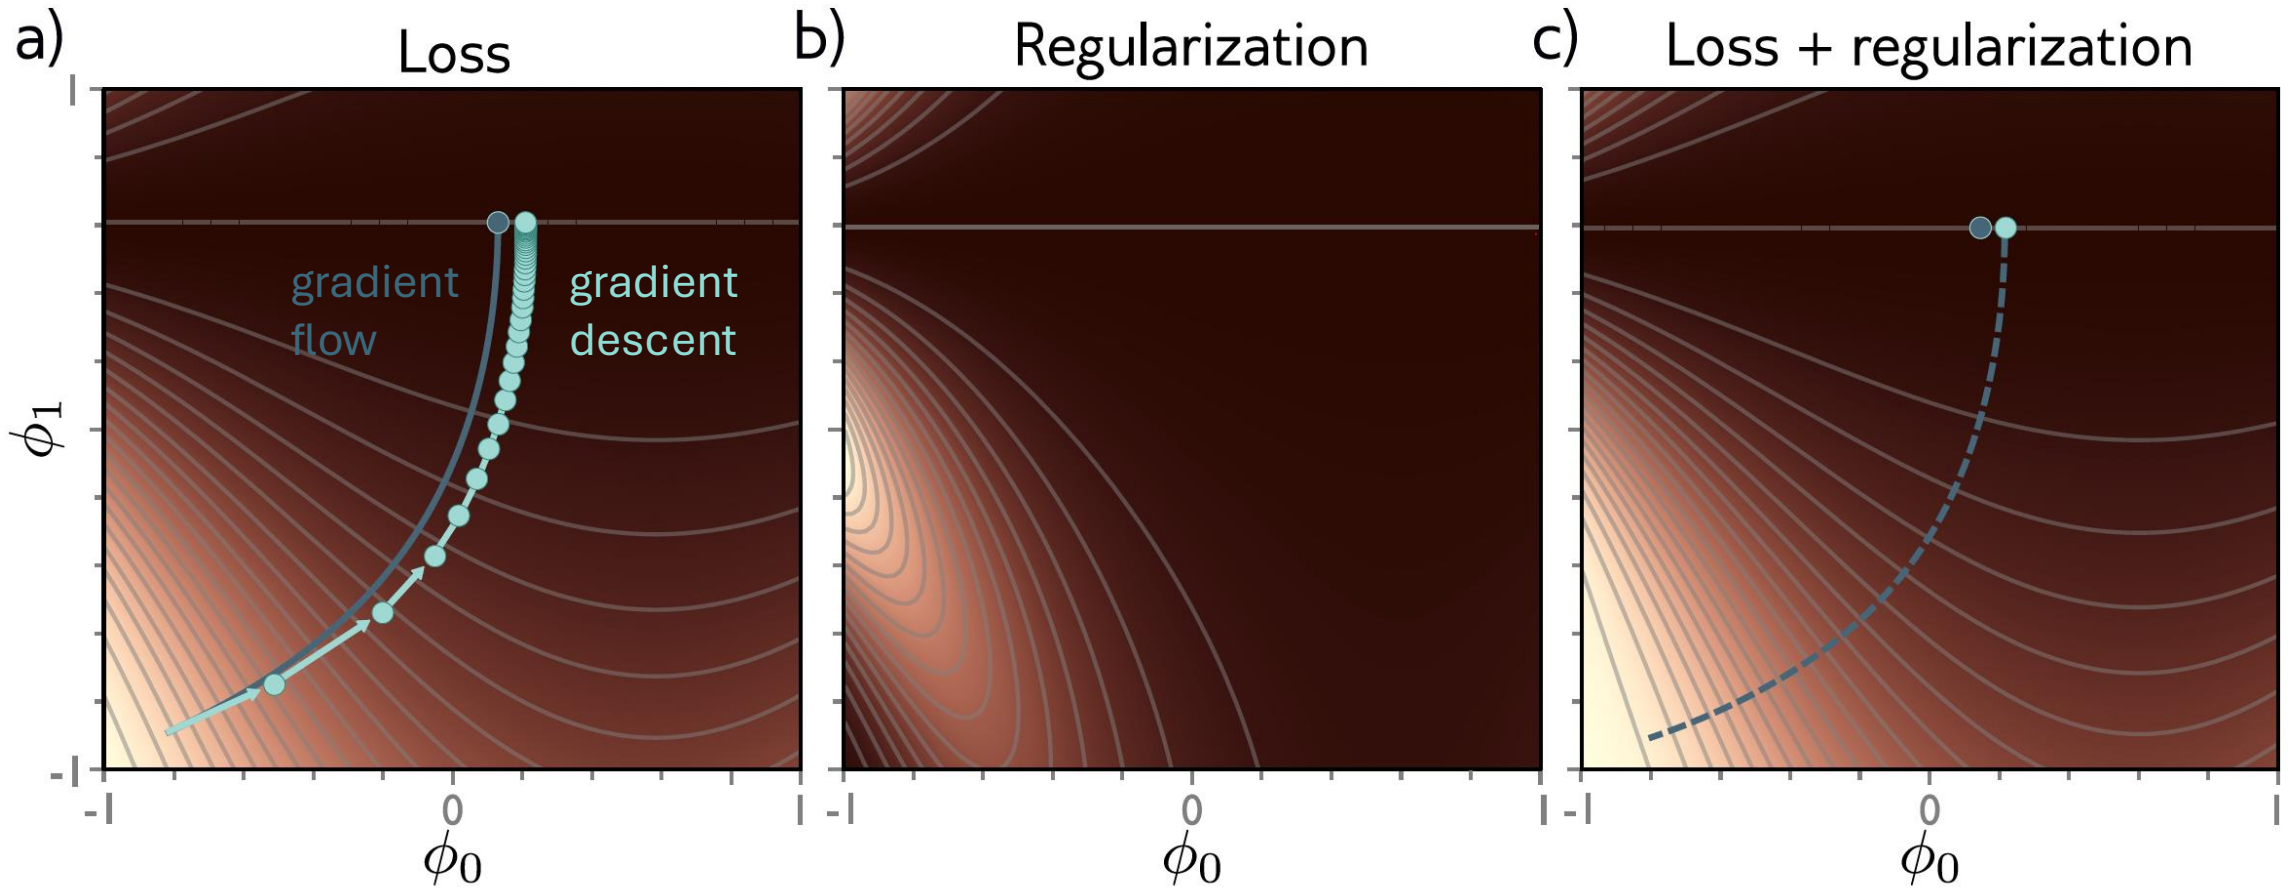 a)
Loss
b)
Regularization
c)
Loss + regularization
1
gradient
flow
gradient
descent
ϕ₁
-1
-1
0
1
ϕ₀
-1
0
1
ϕ₀
-1
0
1
ϕ₀